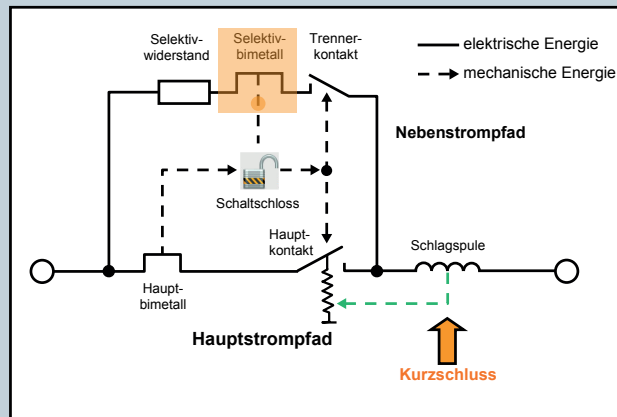 Selektiv-
widerstand
Selektiv-
bimetall
Trenner-
kontakt
elektrische Energie
mechanische Energie
Nebenstrompfad
Schaltschloss
Haupt-
kontakt
Schlagspule
Haupt-
bimetall
Hauptstrompfad
Kurzschluss